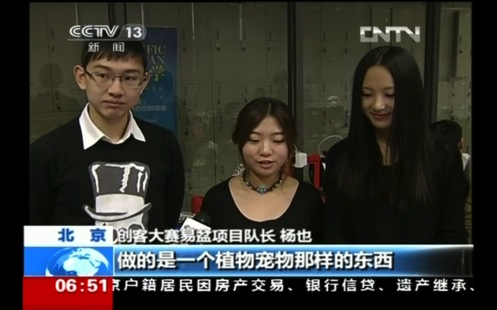 CCTV 13
新闻
CNTV
北京
创客大赛易盆项目队长 杨也
做的是一个植物宠物那样的东西
06:51
京户籍居民因房产交易、银行信贷、遗产继承、